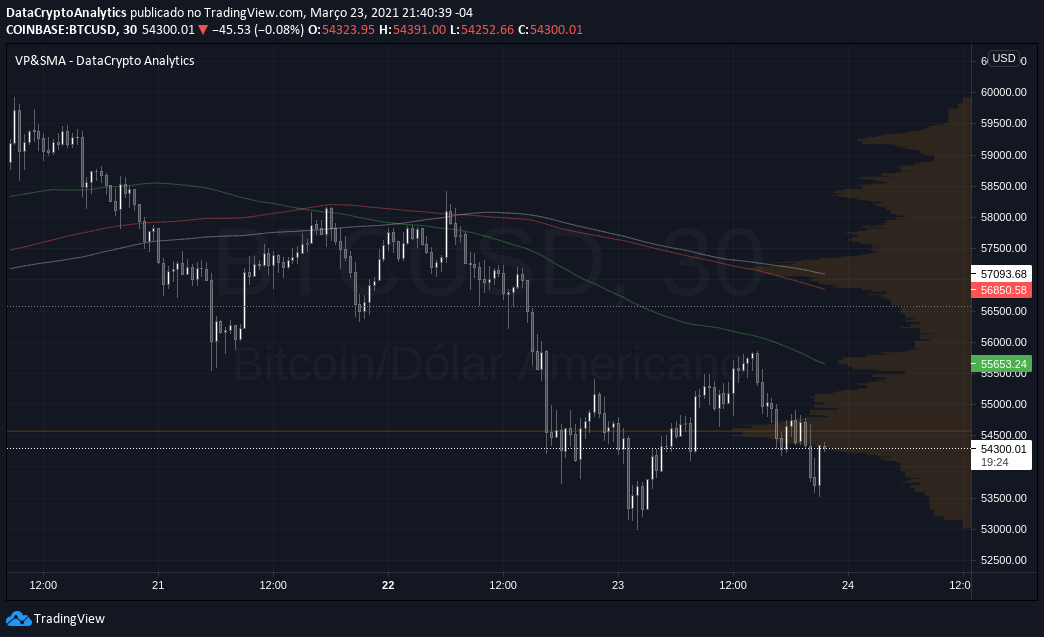 DataCryptoAnalytics publicado no TradingView.com, Março 23, 2021 21:40:39 -04
COINBASE:BTCUSD, 30 54300.01 ▼ −45.53 (−0.08%) O:54323.95 H:54391.00 L:54252.66 C:54300.01
VP&SMA - DataCrypto Analytics
USD
60000.00
59500.00
59000.00
58500.00
58000.00
57500.00
57093.68
56850.58
56500.00
56000.00
55653.24
55500.00
55000.00
54500.00
54300.01
19:24
53500.00
53000.00
52500.00
BTCUSD, 30
Bitcoin/Dólar Americano
12:00 21 12:00 22 12:00 23 12:00 24 12:0
TradingView